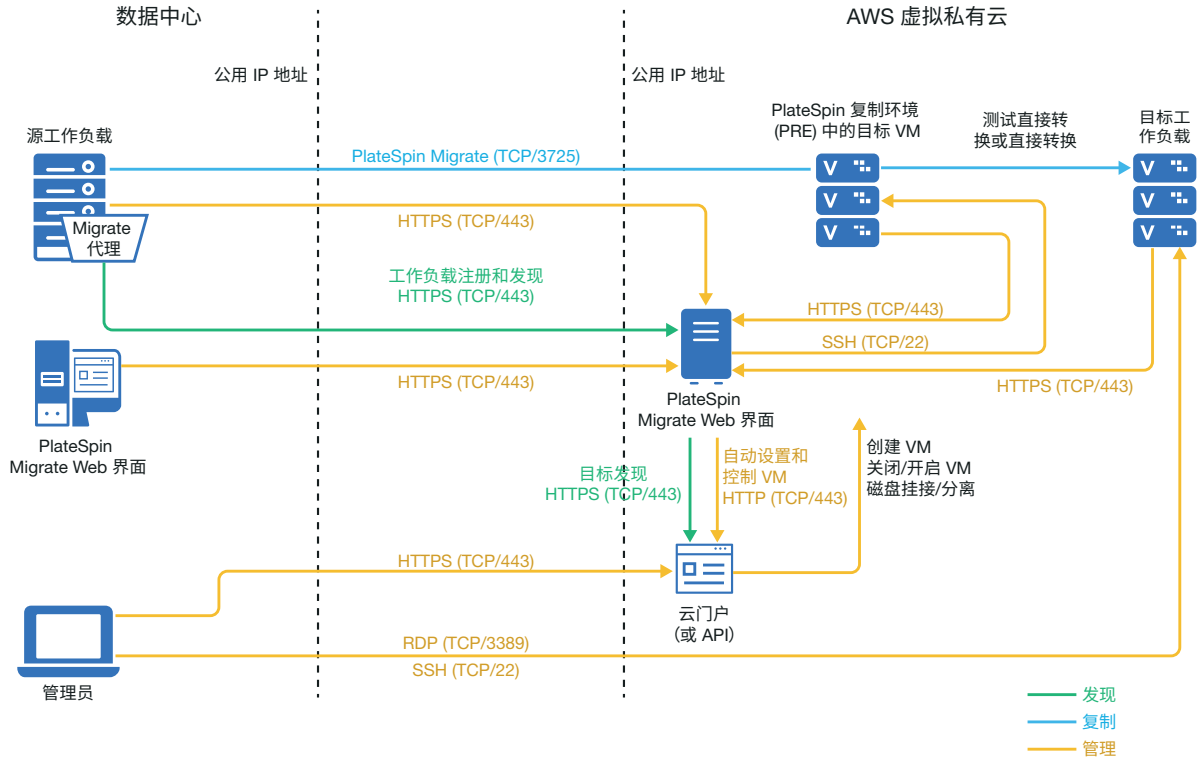 数据中心
AWS 虚拟私有云
公用 IP 地址
公用 IP 地址
PlateSpin 复制环境
(PRE) 中的目标 VM
测试直接转
换或直接转换
目标工
作负载
源工作负载
PlateSpin Migrate (TCP/3725)
V
V
V
V
V
V
Migrate
代理
HTTPS (TCP/443)
工作负载注册和发现
HTTPS (TCP/443)
HTTPS (TCP/443)
SSH (TCP/22)
HTTPS (TCP/443)
HTTPS (TCP/443)
PlateSpin
Migrate Web 界面
PlateSpin
Migrate Web 界面
目标发现
HTTPS (TCP/443)
自动设置和
控制 VM
HTTP (TCP/443)
创建 VM
关闭/开启 VM
磁盘挂接/分离
HTTPS (TCP/443)
云门户
（或 API）
RDP (TCP/3389)
SSH (TCP/22)
管理员
发现
复制
管理